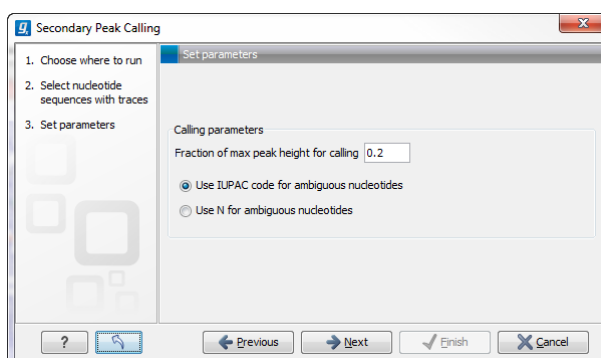 Secondary Peak Calling
1. Choose where to run
2. Select nucleotide
sequences with traces
3. Set parameters
Set parameters
Calling parameters
Fraction of max peak height for calling 0.2
Use IUPAC code for ambiguous nucleotides
Use N for ambiguous nucleotides
? Previous Next Finish Cancel